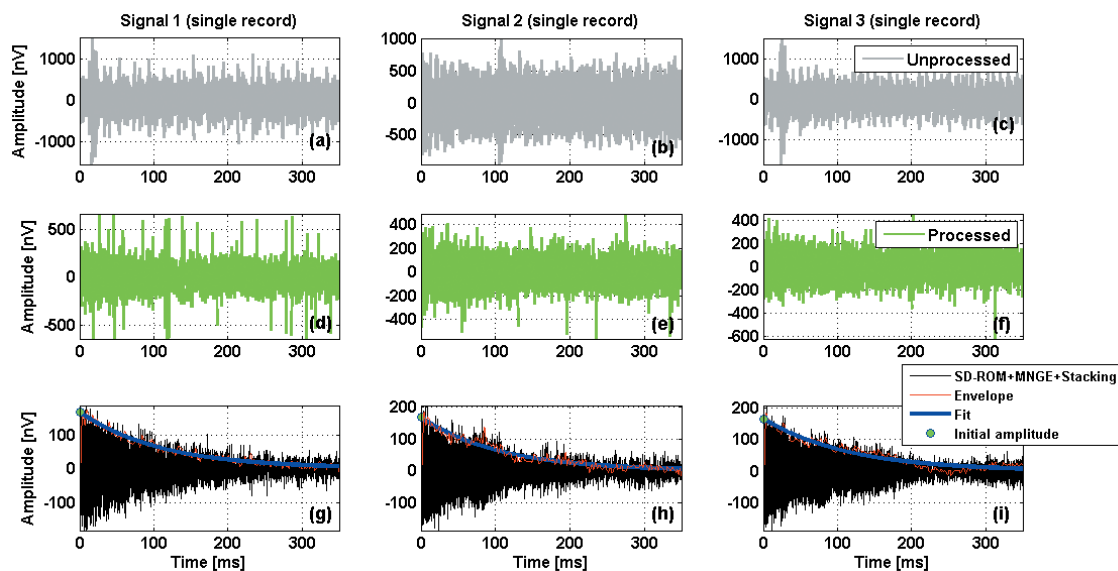 Signal 1 (single record)
Signal 2 (single record)
Signal 3 (single record)
Amplitude [nV]
1000
0
-1000
0
100
200
300
(a)
1000
500
0
-500
0
100
200
300
(b)
1000
0
-1000
0
100
200
300
Unprocessed
(c)
Amplitude [nV]
500
0
-500
0
100
200
300
(d)
400
200
0
-200
-400
0
100
200
300
(e)
400
200
0
-200
-400
-600
0
100
200
300
Processed
(f)
SD-ROM+MNGE+Stacking
Envelope
Fit
Initial amplitude
Amplitude [nV]
100
0
-100
0
100
200
300
Time [ms]
(g)
200
100
0
-100
0
100
200
300
Time [ms]
(h)
200
100
0
-100
0
100
200
300
Time [ms]
(i)